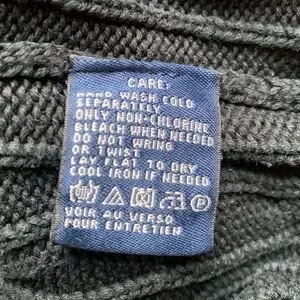 CARE:
HAND WASH COLD
SEPARATELY
ONLY NON-CHLORINE
BLEACH WHEN NEEDED
DO NOT WRING
OR TWIST
LAY FLAT TO DRY
COOL IRON IF NEEDED
VOIR AU VERSO
POUR ENTRETIEN